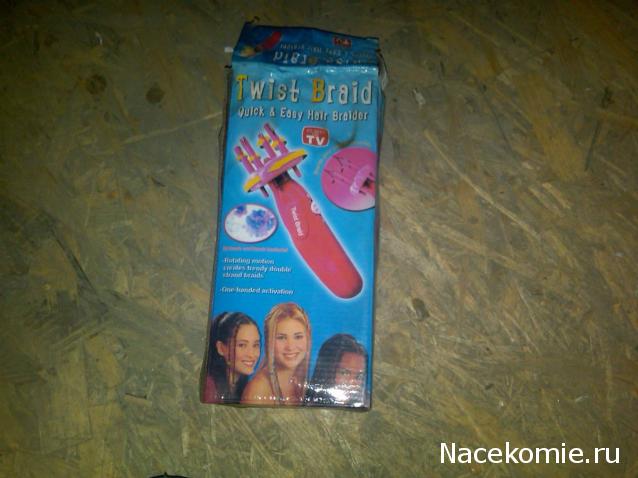 Twist Braid
Quick & Easy Hair Braider
TV
Twist Braid
-Rotating motion
creates trendy double
strand braids
-One-handed activation
Nacekomie.ru